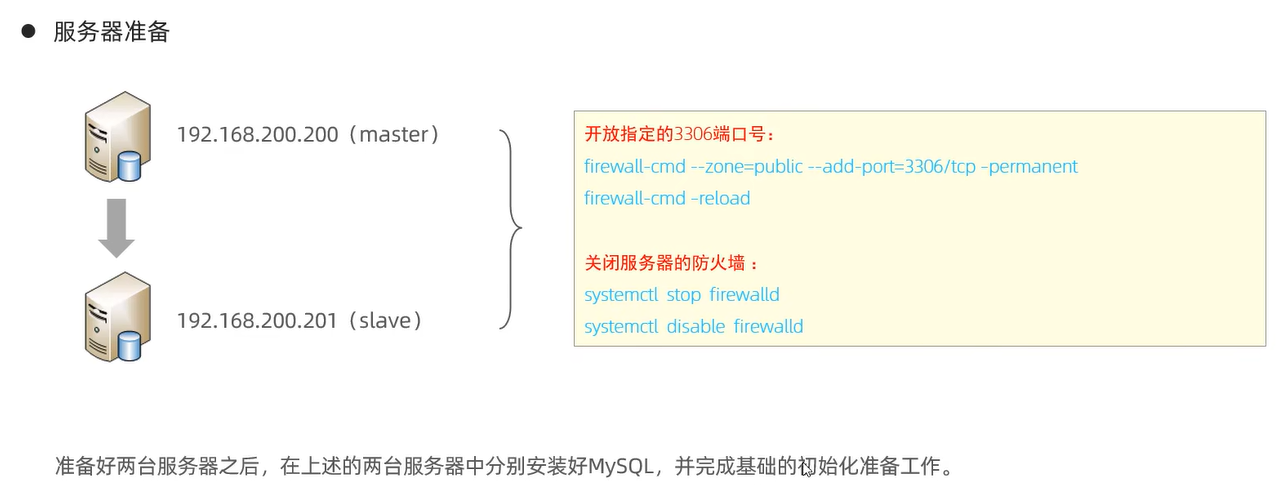 ● 服务器准备
192.168.200.200（master）
192.168.200.201（slave）
开放指定的3306端口号：
firewall-cmd --zone=public --add-port=3306/tcp –permanent
firewall-cmd –reload
关闭服务器的防火墙 ：
systemctl stop firewalld
systemctl disable firewalld
准备好两台服务器之后，在上述的两台服务器中分别安装好MySQL，并完成基础的初始化准备工作。